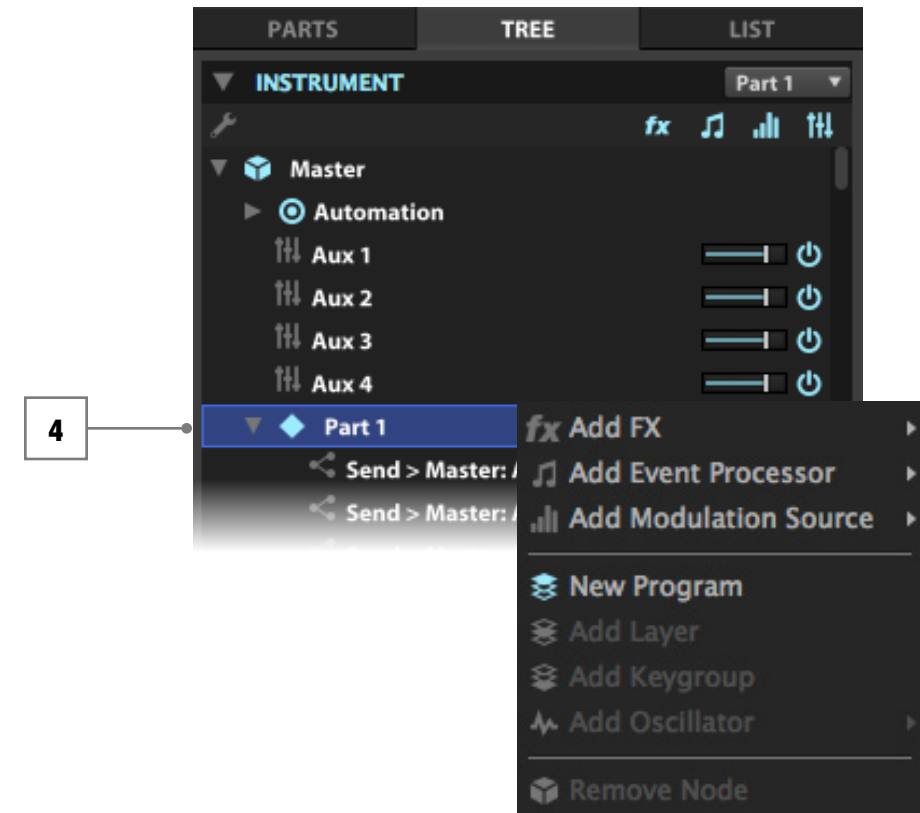 PARTS TREE LIST
INSTRUMENT Part 1
fx
Master
Automation
Aux 1
Aux 2
Aux 3
Aux 4
4 Part 1
fx Add FX
Send > Master:
Add Event Processor
Send > Master:
Add Modulation Source
New Program
Add Layer
Add Keygroup
Add Oscillator
Remove Node